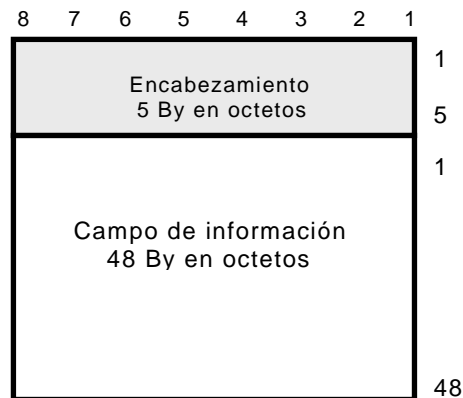 8 7 6 5 4 3 2 1
1
Encabezamiento
5 By en octetos
5
1
Campo de información
48 By en octetos
48